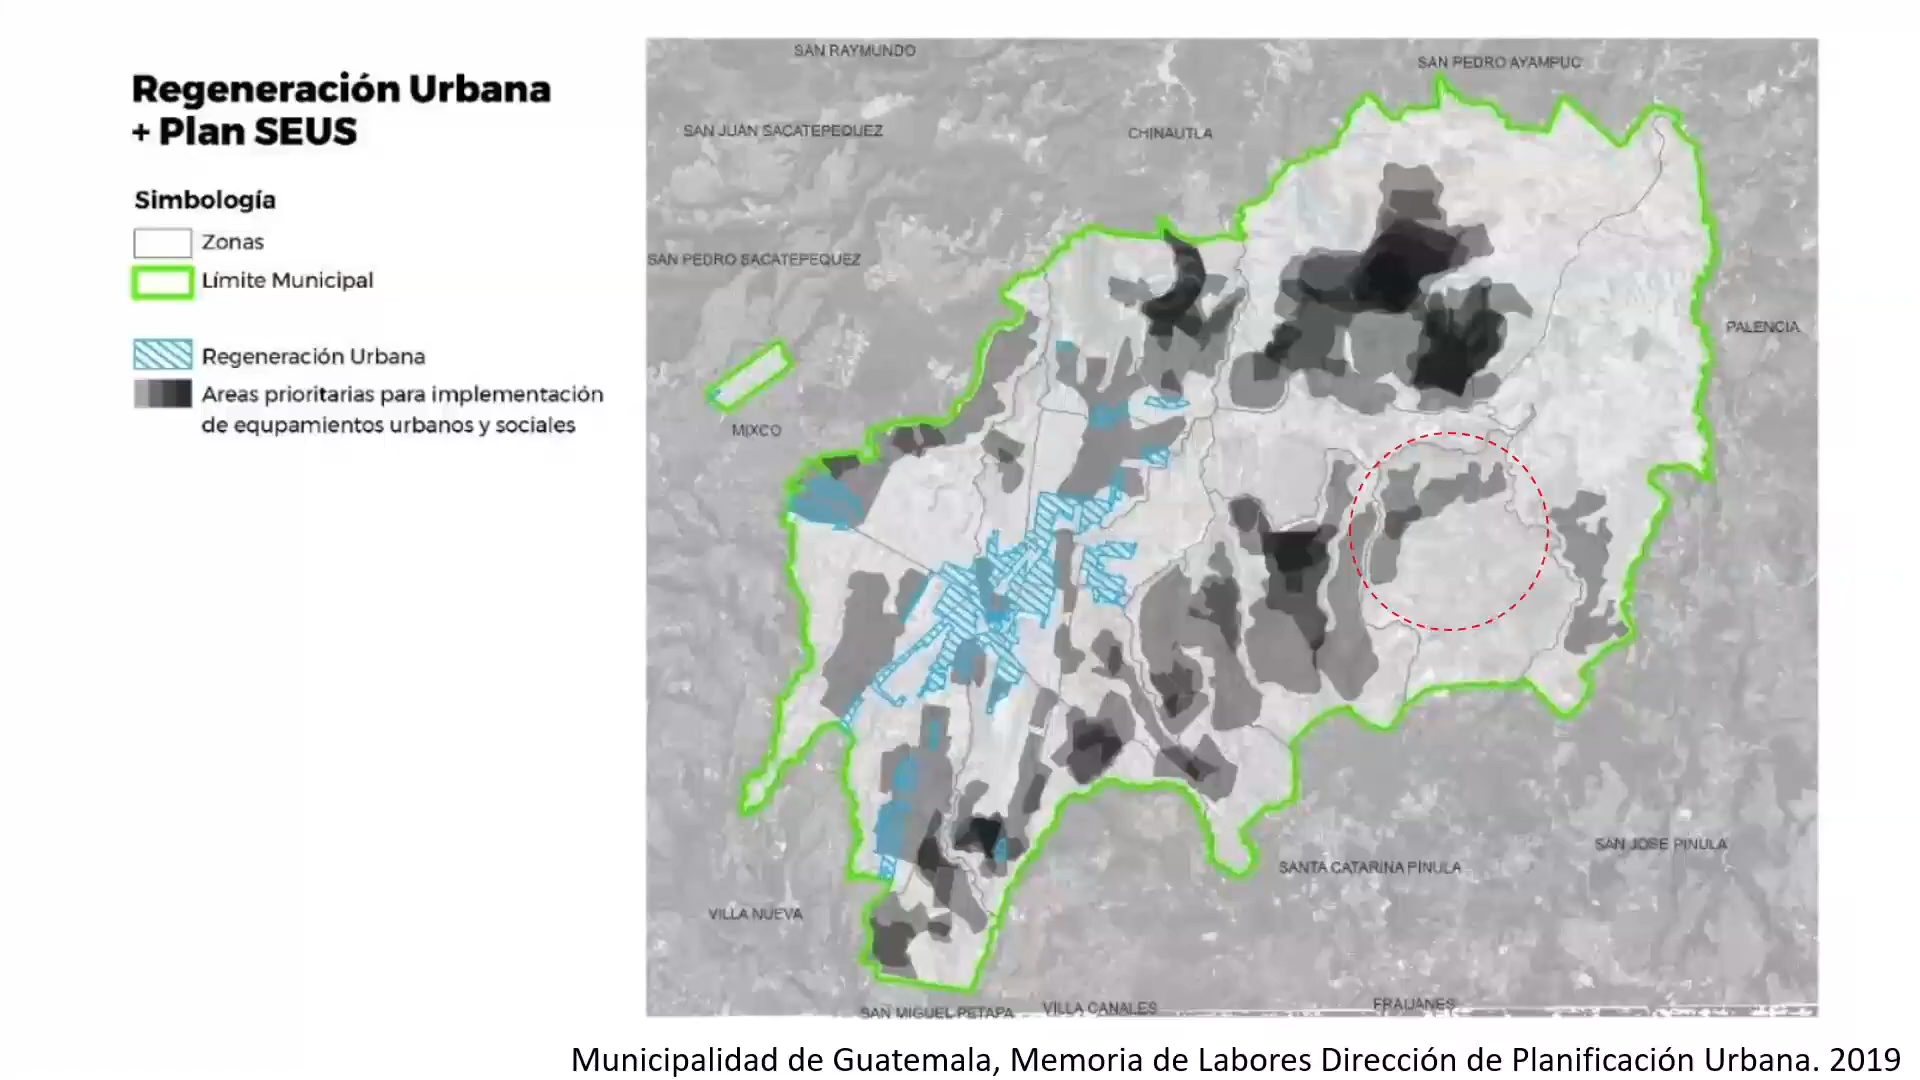 Regeneración Urbana
+ Plan SEUS
Simbología
Zonas
Límite Municipal
Regeneración Urbana
Areas prioritarias para implementación
de equpamientos urbanos y sociales
SAN RAYMUNDO
SAN PEDRO AYAMPUC
SAN JUAN SACATEPEQUEZ
CHINAUTLA
SAN PEDRO SACATEPEQUEZ
PALENCIA
MIXCO
SAN JOSE PINULA
SANTA CATARINA PINULA
VILLA NUEVA
SAN MIGUEL PETAPA
VILLA CANALES
FRAIJANES
Municipalidad de Guatemala, Memoria de Labores Dirección de Planificación Urbana. 2019